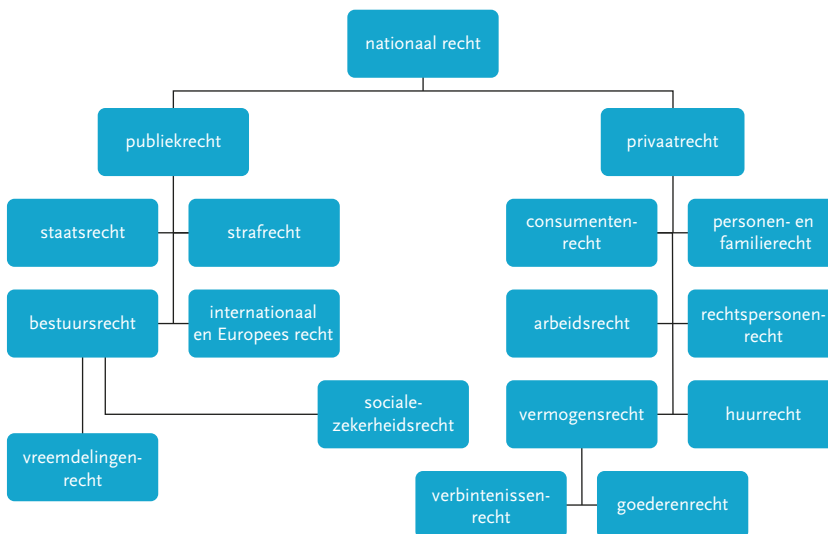 nationaal recht
publiekrecht
privaatrecht
staatsrecht
strafrecht
consumenten-
recht
personen- en
familierecht
bestuursrecht
internationaal
en Europees recht
arbeidsrecht
rechtspersonen-
recht
sociale-
zekerheidsrecht
vermogensrecht
huurrecht
vreemdelingen-
recht
verbintenissen-
recht
goederenrecht